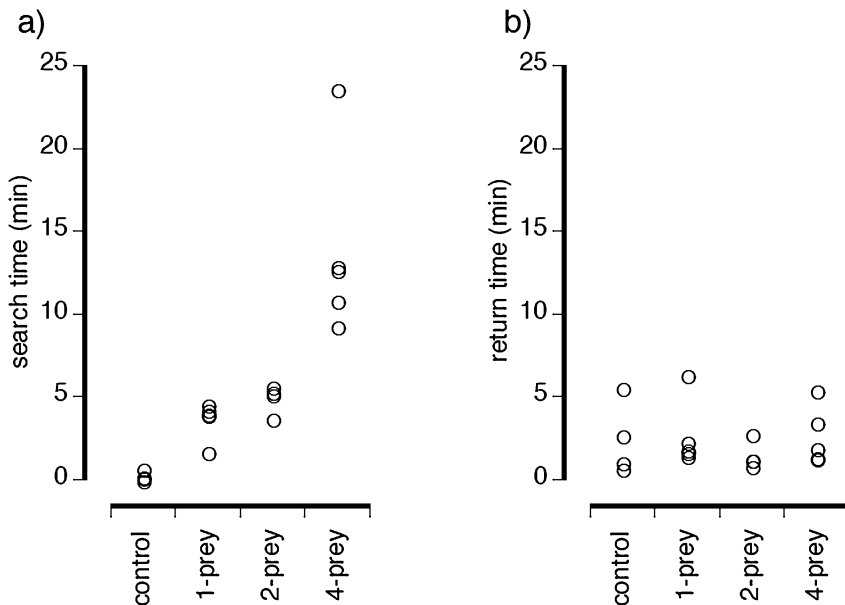 a)
search time (min)
25
20
15
10
5
0
control
1-prey
2-prey
4-prey
b)
return time (min)
25
20
15
10
5
0
control
1-prey
2-prey
4-prey